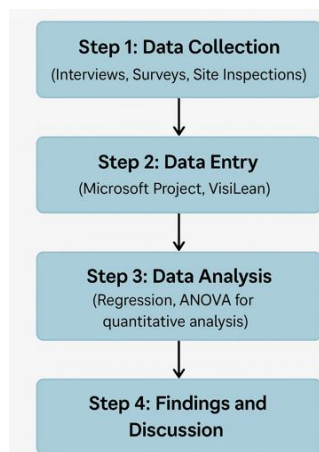 Step 1: Data Collection
(Interviews, Surveys, Site Inspections)
Step 2: Data Entry
(Microsoft Project, VisiLean)
Step 3: Data Analysis
(Regression, ANOVA for
quantitative analysis)
Step 4: Findings and
Discussion